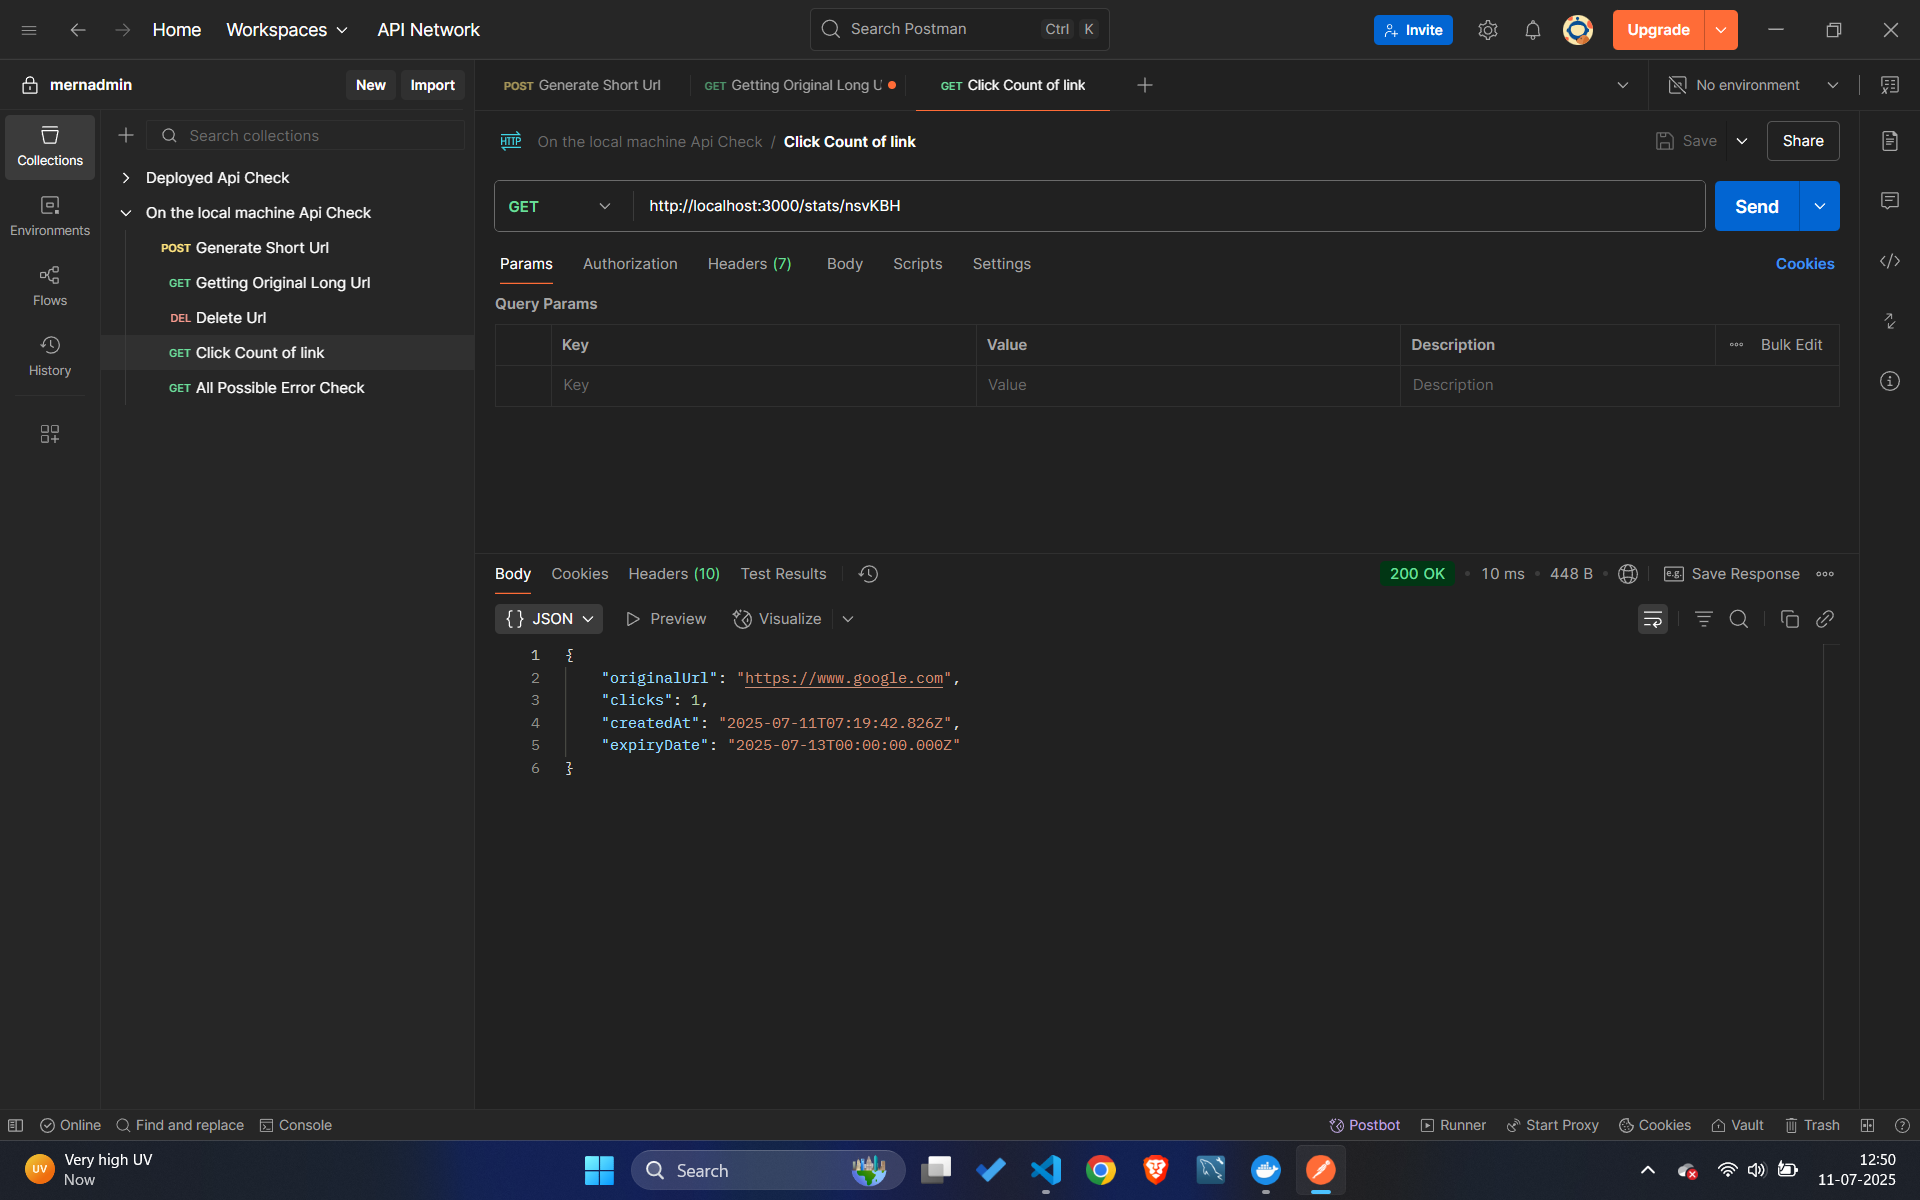 Home Workspaces API Network Search Postman Ctrl K Invite Upgrade
mernadmin New Import
POST Generate Short Url GET Getting Original Long U GET Click Count of link No environment
Collections
Environments
Flows
History
Search collections
Deployed Api Check
On the local machine Api Check
POST Generate Short Url
GET Getting Original Long Url
DEL Delete Url
GET Click Count of link
GET All Possible Error Check
HTTP On the local machine Api Check / Click Count of link Save Share
GET http://localhost:3000/stats/nsvKBH Send
Params Authorization Headers (7) Body Scripts Settings Cookies
Query Params
Key Value Description Bulk Edit
Key Value Description
Body Cookies Headers (10) Test Results 200 OK • 10 ms • 448 B • e.g. Save Response
{} JSON Preview Visualize
1 {
2 "originalUrl": "https://www.google.com",
3 "clicks": 1,
4 "createdAt": "2025-07-11T07:19:42.826Z",
5 "expiryDate": "2025-07-13T00:00:00.000Z"
6 }
Online Find and replace Console Postbot Runner Start Proxy Cookies Vault Trash
UV Very high UV
Now
Search
12:50
11-07-2025